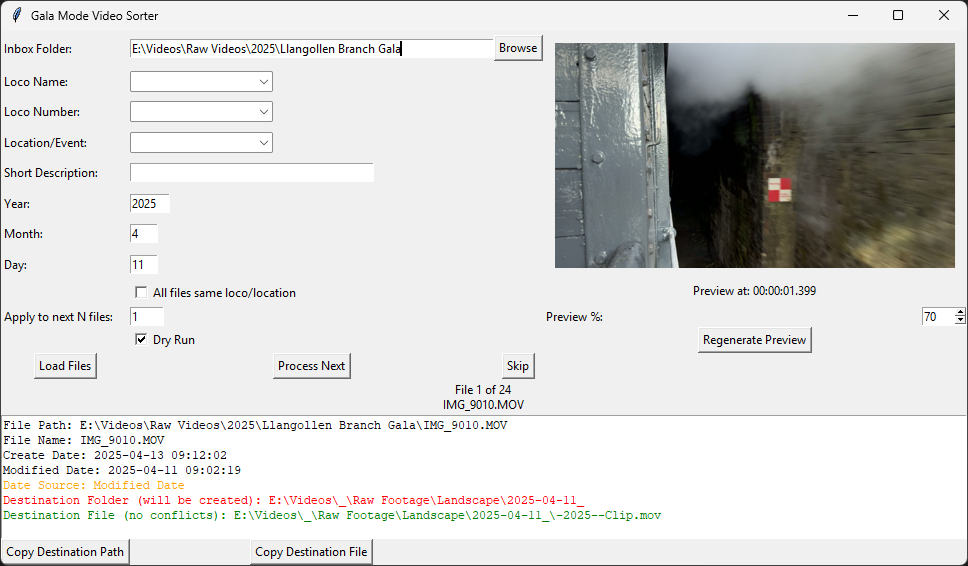 Gala Mode Video Sorter
Inbox Folder: E:\Videos\Raw Videos\2025\Llangollen Branch Gala Browse
Loco Name:
Loco Number:
Location/Event:
Short Description:
Year: 2025
Month: 4
Day: 11
All files same loco/location
Preview at: 00:00:01.399
Apply to next N files: 1 Preview %: 70
Dry Run Regenerate Preview
Load Files Process Next Skip
File 1 of 24
IMG_9010.MOV
File Path: E:\Videos\Raw Videos\2025\Llangollen Branch Gala\IMG_9010.MOV
File Name: IMG_9010.MOV
Create Date: 2025-04-13 09:12:02
Modified Date: 2025-04-11 09:02:19
Date Source: Modified Date
Destination Folder (will be created): E:\Videos\_\Raw Footage\Landscape\2025-04-11_
Destination File (no conflicts): E:\Videos\_\Raw Footage\Landscape\2025-04-11_\-2025--Clip.mov
Copy Destination Path Copy Destination File